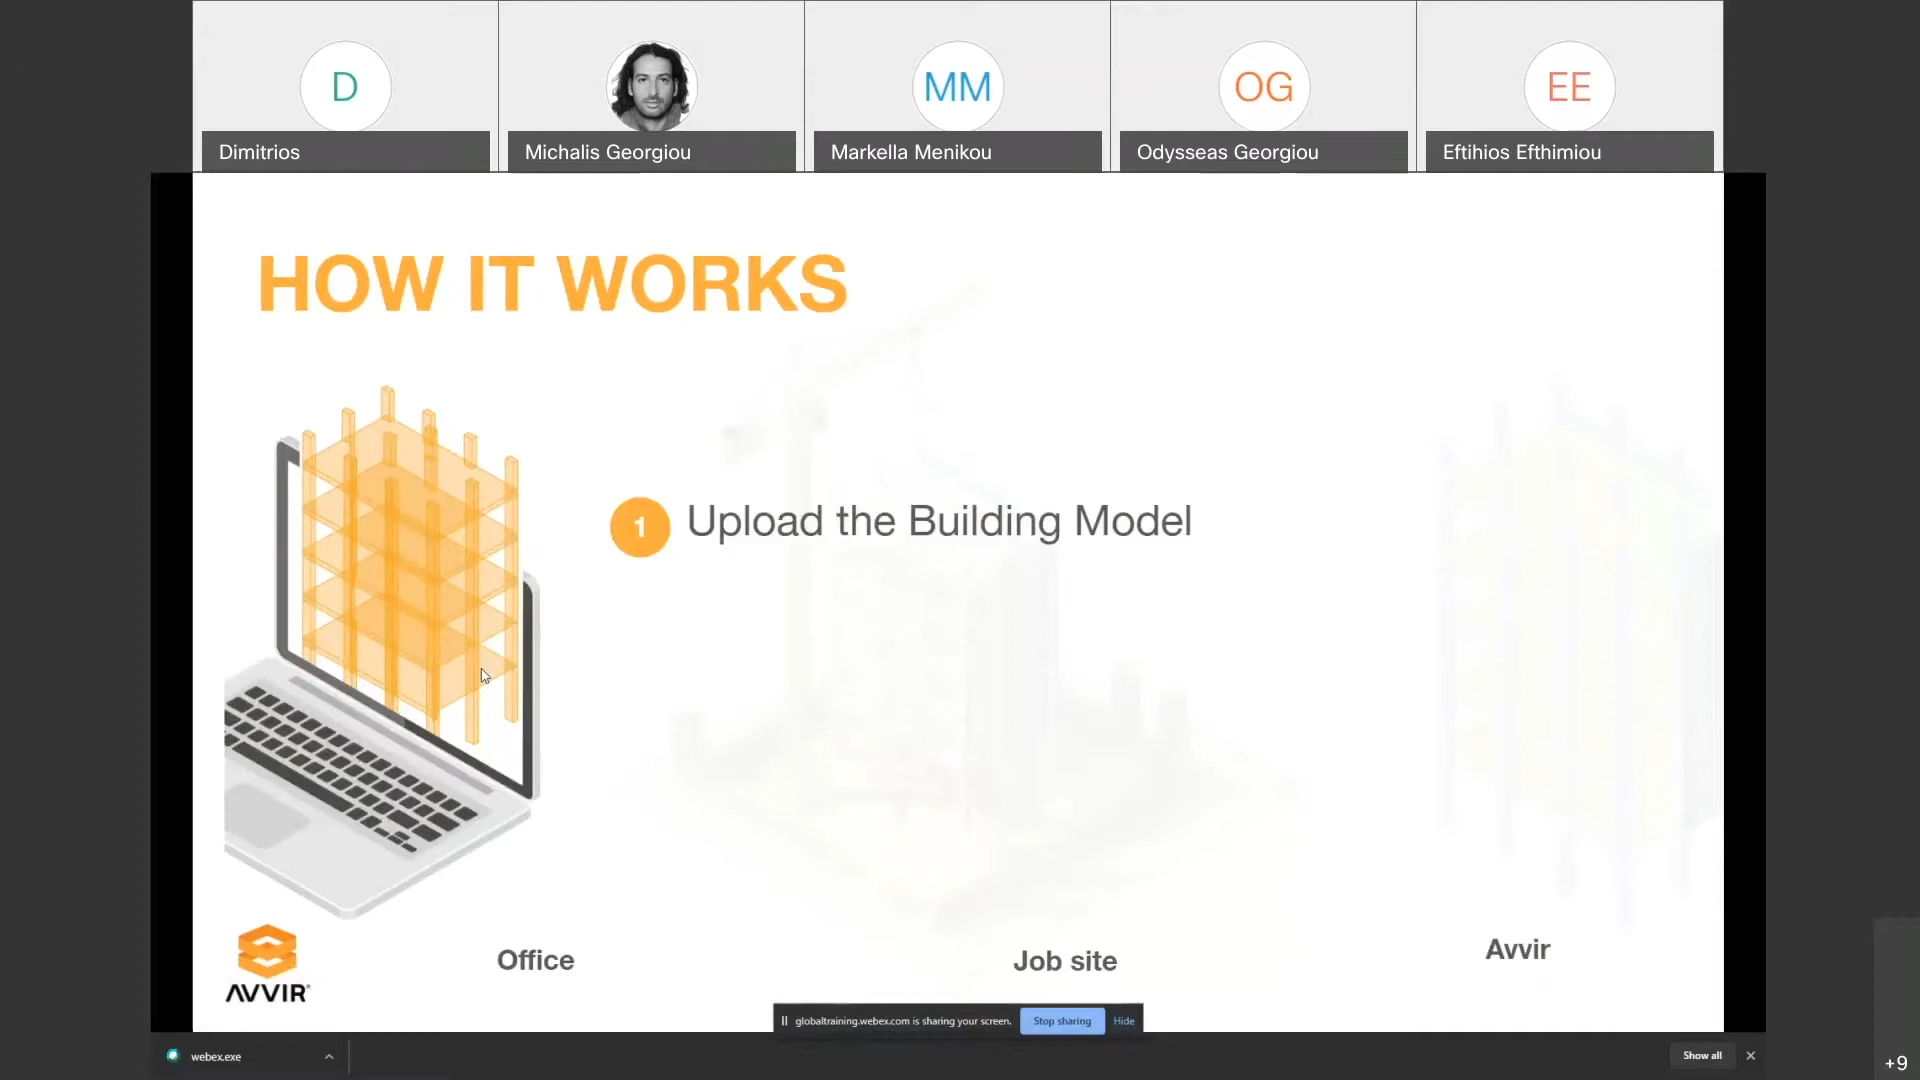 D
MM
OG
EE
Dimitrios
Michalis Georgiou
Markella Menikou
Odysseas Georgiou
Eftihios Efthimiou
HOW IT WORKS
1 Upload the Building Model
Office
Job site
Avvir
AVVIR®
globaltraining.webex.com is sharing your screen.
Stop sharing
Hide
webex.exe
Show all
+9